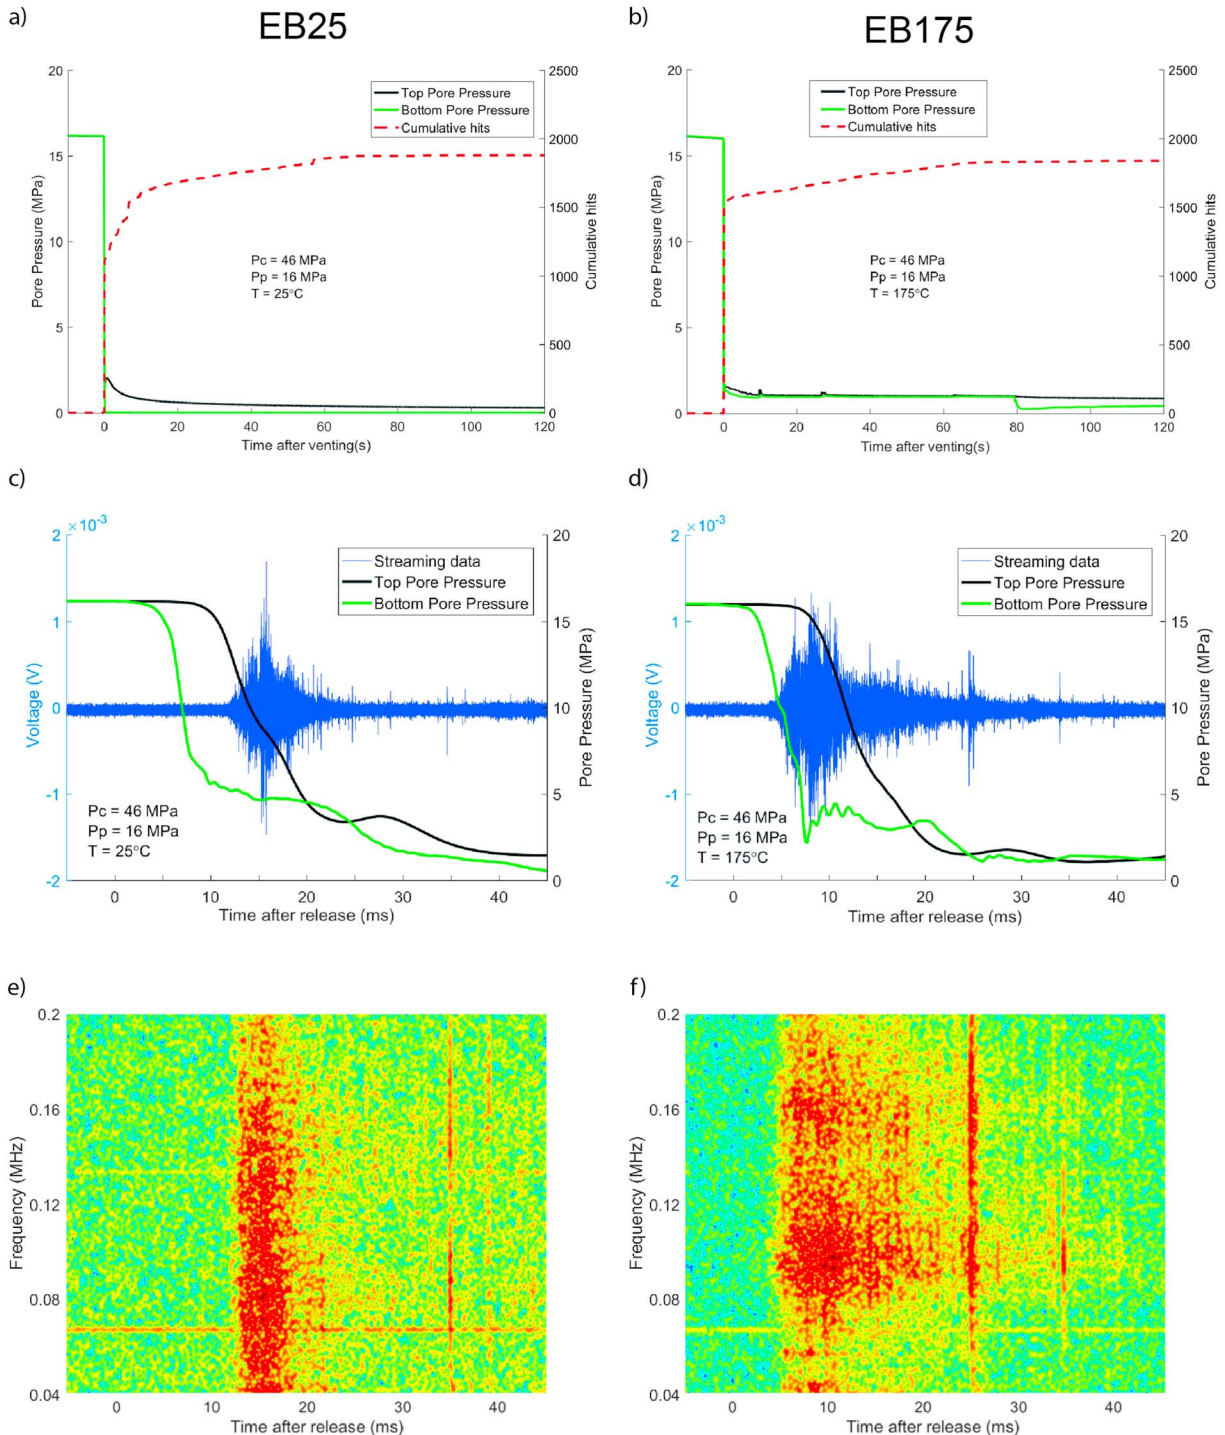 a)
EB25
20
15
10
5
0
Pore Pressure (MPa)
2500
2000
1500
1000
500
0
Cumulative hits
Top Pore Pressure
Bottom Pore Pressure
Cumulative hits
Pc = 46 MPa
Pp = 16 MPa
T = 25°C
0 20 40 60 80 100 120
Time after venting(s)
b)
EB175
20
15
10
5
0
Pore Pressure (MPa)
2500
2000
1500
1000
500
0
Cumulative hits
Top Pore Pressure
Bottom Pore Pressure
Cumulative hits
Pc = 46 MPa
Pp = 16 MPa
T = 175°C
0 20 40 60 80 100 120
Time after venting(s)
c)
×10-3
2
1
0
-1
-2
Voltage (V)
20
15
10
5
0
Pore Pressure (MPa)
Streaming data
Top Pore Pressure
Bottom Pore Pressure
Pc = 46 MPa
Pp = 16 MPa
T = 25°C
0 10 20 30 40
Time after release (ms)
d)
×10-3
2
1
0
-1
-2
Voltage (V)
20
15
10
5
0
Pore Pressure (MPa)
Streaming data
Top Pore Pressure
Bottom Pore Pressure
Pc = 46 MPa
Pp = 16 MPa
T = 175°C
0 10 20 30 40
Time after release (ms)
e)
0.2
0.16
0.12
0.08
0.04
Frequency (MHz)
0 10 20 30 40
Time after release (ms)
f)
0.2
0.16
0.12
0.08
0.04
Frequency (MHz)
0 10 20 30 40
Time after release (ms)